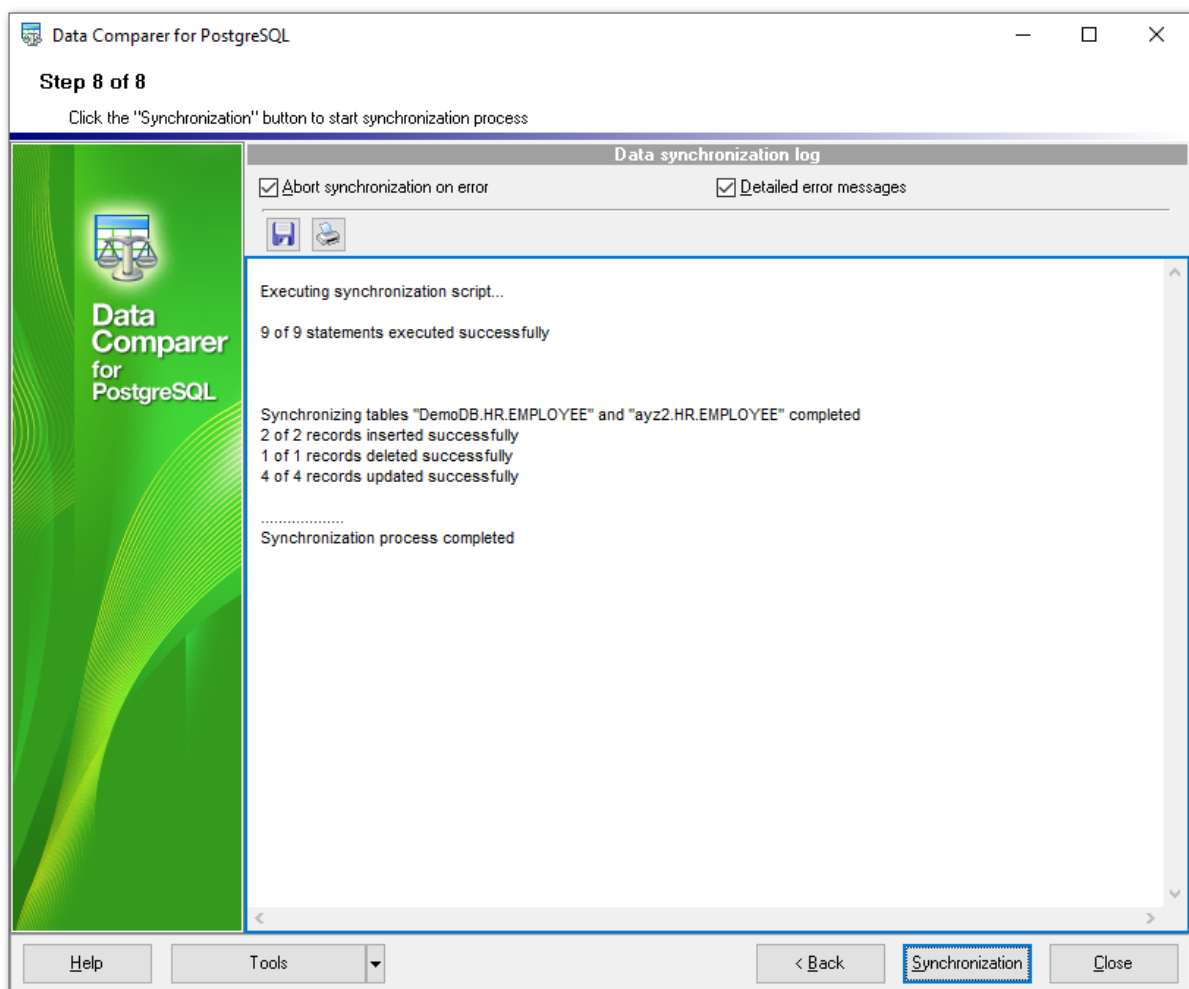 Data Comparer for PostgreSQL
Step 8 of 8
Click the "Synchronization" button to start synchronization process
Data synchronization log
Abort synchronization on error
Detailed error messages
Data
Comparer
for
PostgreSQL
Executing synchronization script...
9 of 9 statements executed successfully
Synchronizing tables "DemoDB.HR.EMPLOYEE" and "ayz2.HR.EMPLOYEE" completed
2 of 2 records inserted successfully
1 of 1 records deleted successfully
4 of 4 records updated successfully
...................
Synchronization process completed
Help
Tools
< Back
Synchronization
Close